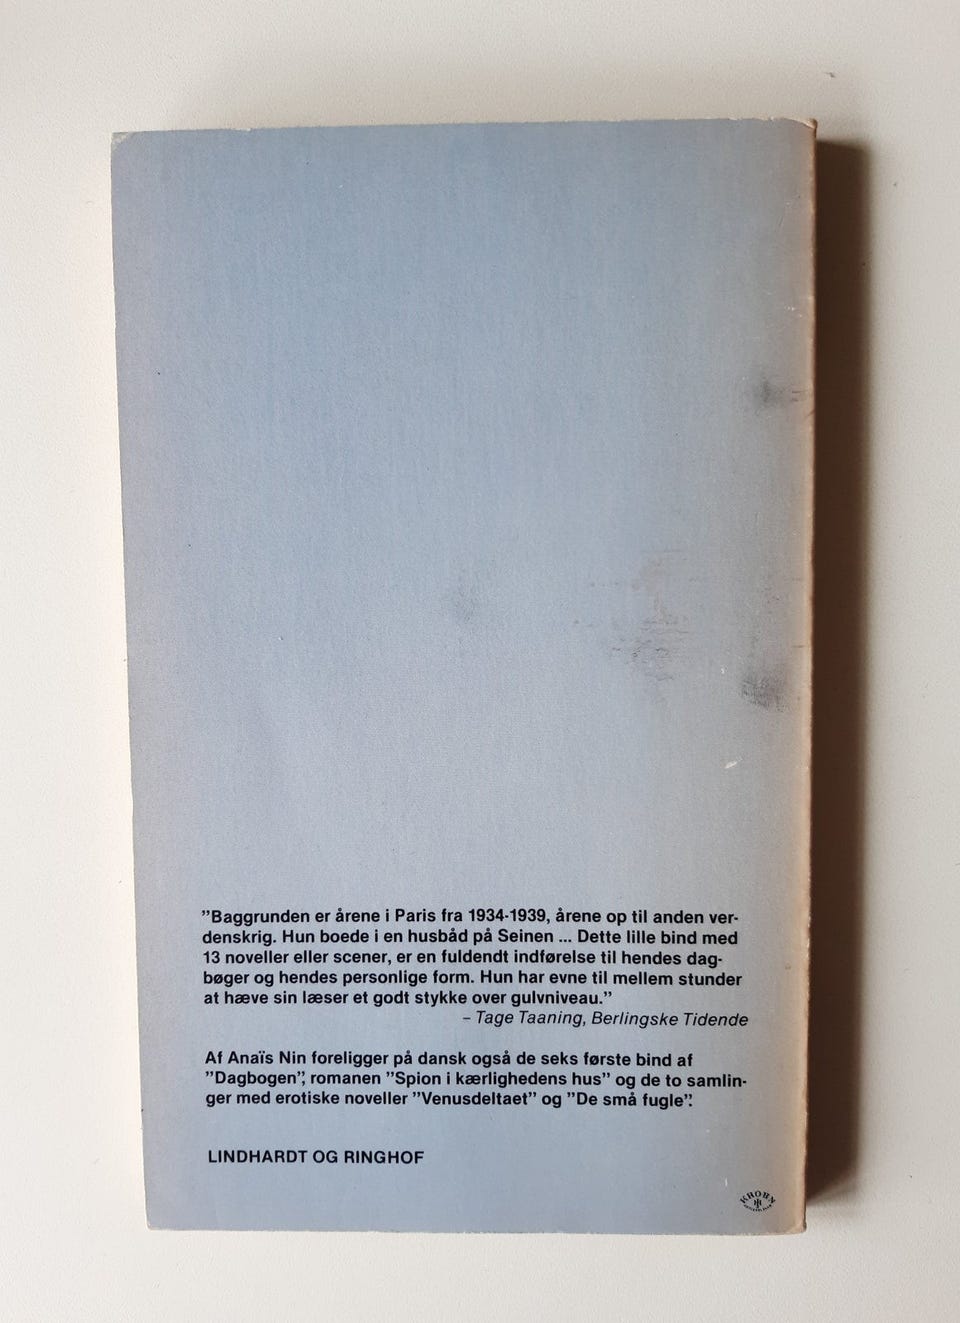 ”Baggrunden er årene i Paris fra 1934-1939, årene op til anden ver-
denskrig. Hun boede i en husbåd på Seinen ... Dette lille bind med
13 noveller eller scener, er en fuldendt indførelse til hendes dag-
bøger og hendes personlige form. Hun har evne til mellem stunder
at hæve sin læser et godt stykke over gulvniveau.”
– Tage Taaning, Berlingske Tidende
Af Anaïs Nin foreligger på dansk også de seks første bind af
”Dagbogen”, romanen ”Spion i kærlighedens hus” og de to samlin-
ger med erotiske noveller ”Venusdeltaet” og ”De små fugle”.
LINDHARDT OG RINGHOF
KROHN